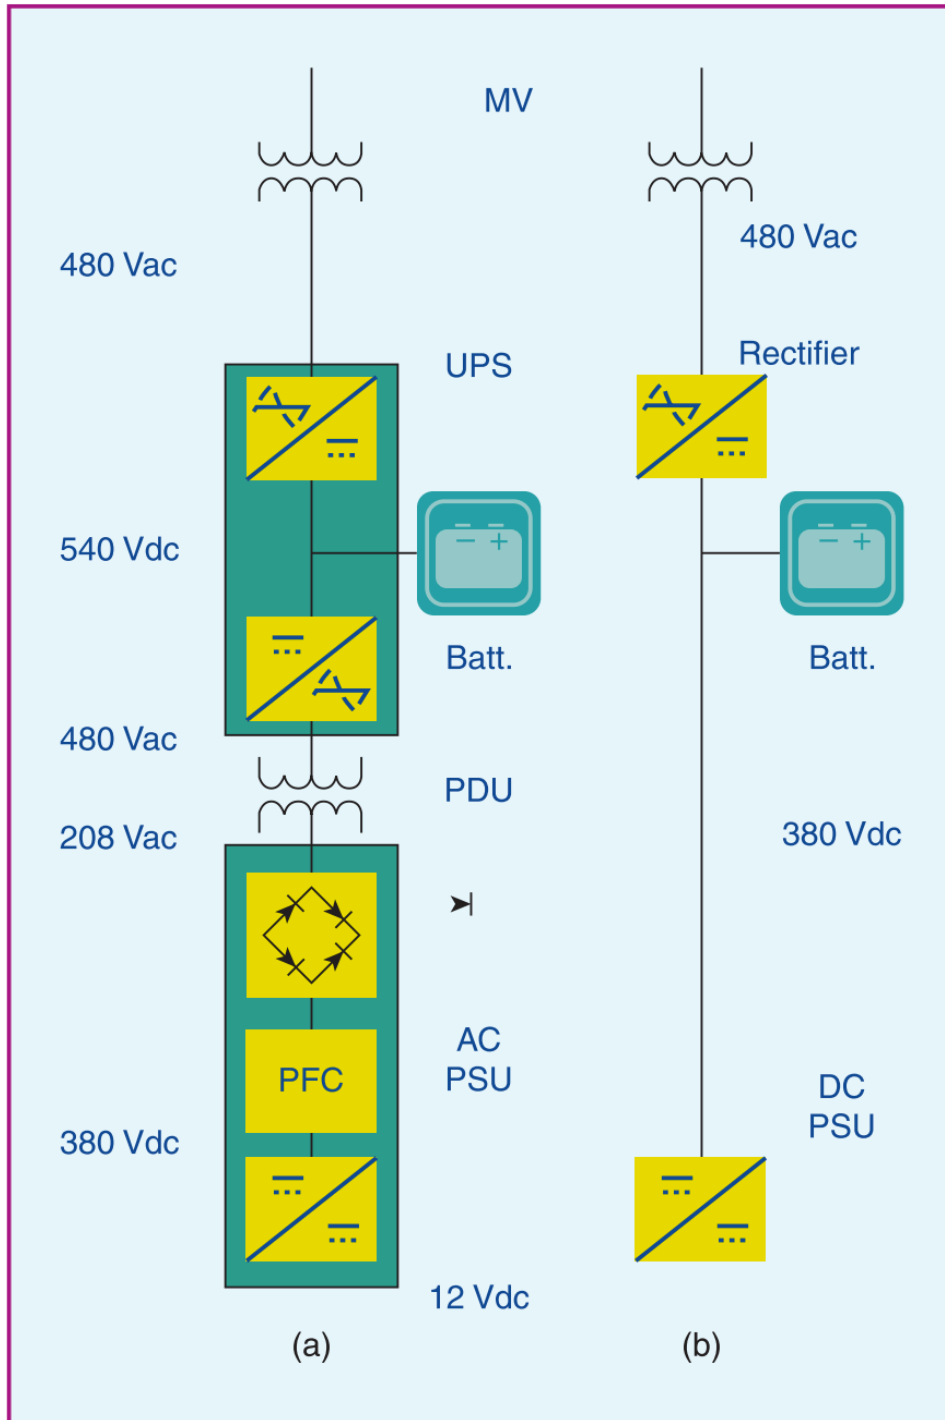 MV
480 Vac
480 Vac
UPS
Rectifier
540 Vdc
Batt.
Batt.
480 Vac
PDU
208 Vac
380 Vdc
AC
PSU
PFC
DC
PSU
380 Vdc
12 Vdc
(a)
(b)